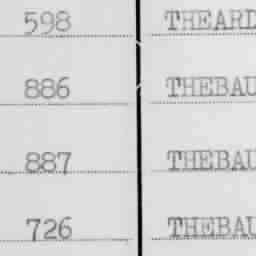 598 THEARD
886 THEBAU
887 THEBAU
726 THEBAU